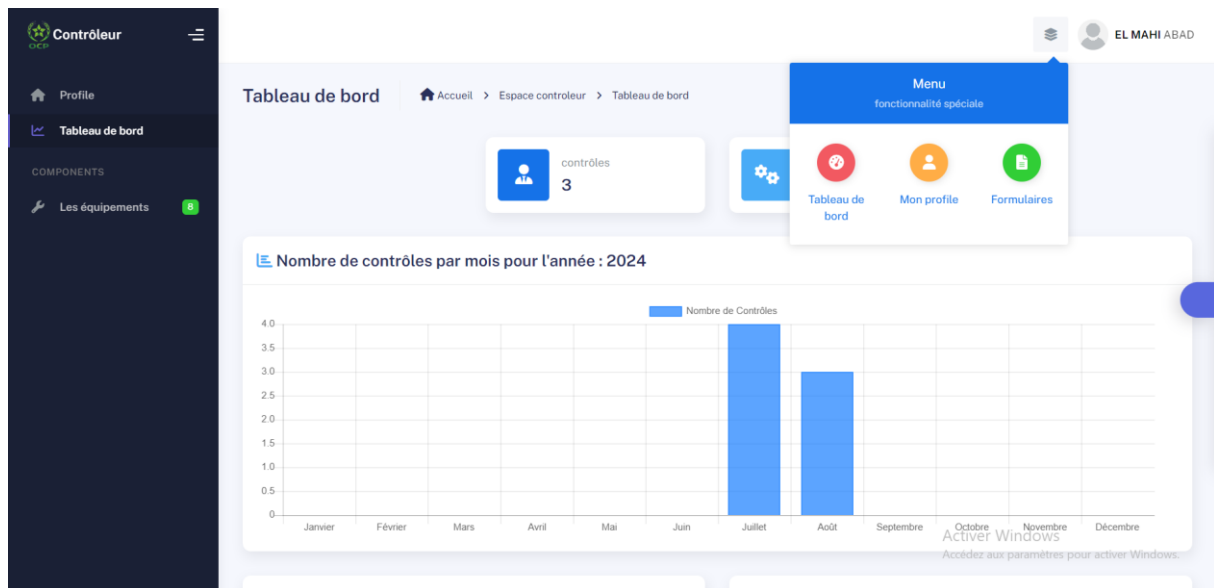 OCP
Contrôleur
EL MAHI ABAD
Profile
Tableau de bord
COMPONENTS
Les équipements 8
Tableau de bord
Accueil > Espace controleur > Tableau de bord
Menu
fonctionnalité spéciale
Tableau de
bord
Mon profile
Formulaires
contrôles
3
Nombre de contrôles par mois pour l'année : 2024
Nombre de Contrôles
4.0
3.5
3.0
2.5
2.0
1.5
1.0
0.5
0
Janvier Février Mars Avril Mai Juin Juillet Août Septembre Octobre Novembre Décembre
Activer Windows
Accédez aux paramètres pour activer Windows.